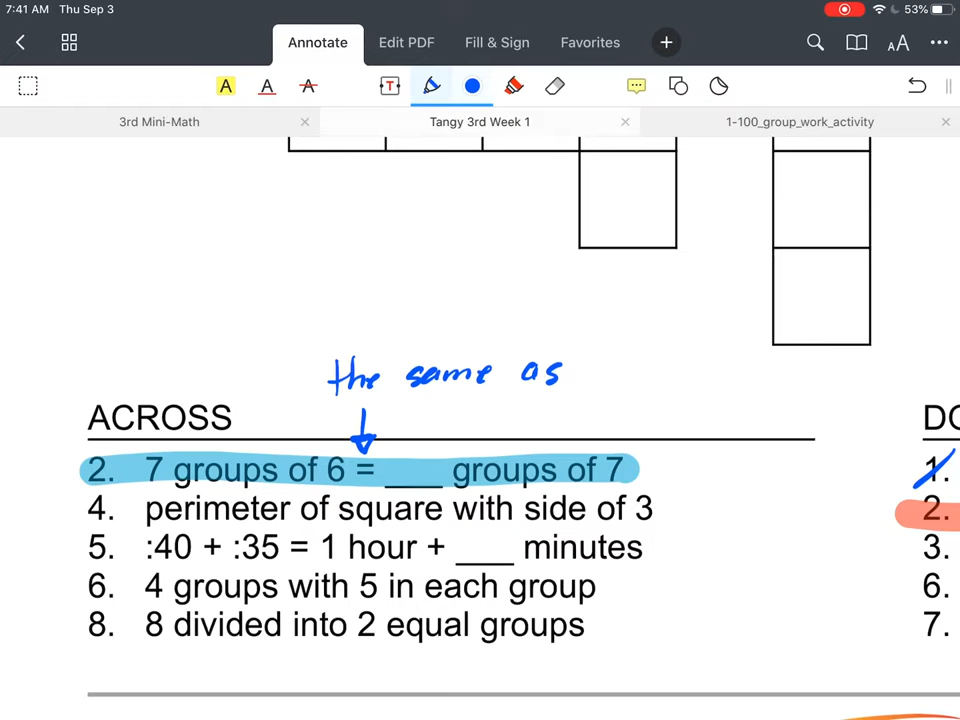 7:41 AM Thu Sep 3 53%
Annotate Edit PDF Fill & Sign Favorites +
AA
A A A T
3rd Mini-Math × Tangy 3rd Week 1 × 1-100_group_work_activity ×
the same as
ACROSS
2. 7 groups of 6 = ___ groups of 7
4. perimeter of square with side of 3
5. :40 + :35 = 1 hour + ___ minutes
6. 4 groups with 5 in each group
8. 8 divided into 2 equal groups
DO
1.
2.
3.
6.
7.